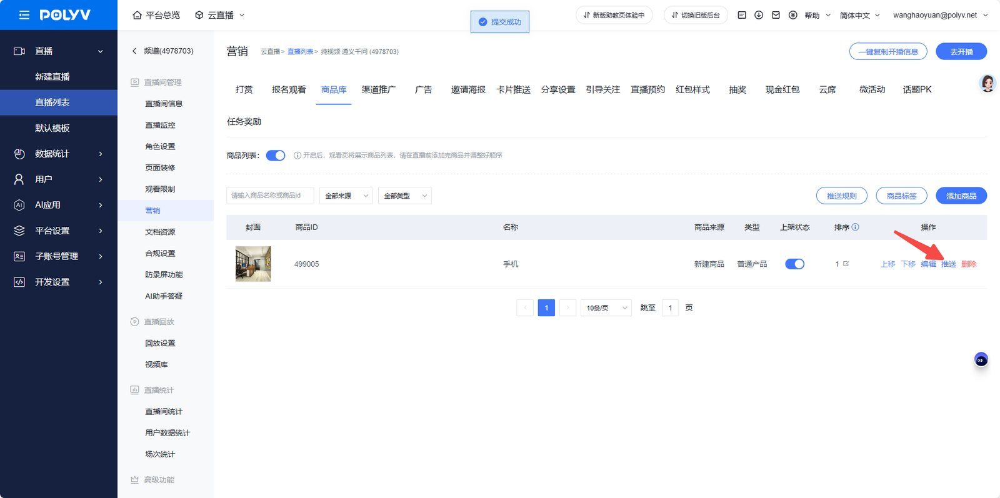 POLYV
平台总览
云直播
提交成功
新版助教页体验中
切换旧版后台
帮助
简体中文
wanghaoyuan@polyv.net
直播
新建直播
直播列表
默认模板
数据统计
用户
AI应用
平台设置
子账号管理
开发设置
频道(4978703)
直播间管理
直播间信息
直播监控
角色设置
页面装修
观看限制
营销
文档资源
合规设置
防录屏功能
AI助手答疑
直播回放
回放设置
视频库
直播统计
直播间统计
用户数据统计
场次统计
高级功能
营销
云直播> 直播列表> 纯视频 通义千问 (4978703)
一键复制开播信息
去开播
打赏 报名观看 商品库 渠道推广 广告 邀请海报 卡片推送 分享设置 引导关注 直播预约 红包样式 抽奖 现金红包 云席 微活动 话题PK
任务奖励
商品列表：
开启后，观看页将展示商品列表，请在直播前添加完商品并调整好顺序
请输入商品名称或商品id
全部来源
全部类型
推送规则
商品标签
添加商品
封面 商品ID 名称 商品来源 类型 上架状态 排序 操作
499005 手机 新建商品 普通产品 1 上移 下移 编辑 推送 删除
1 10条/页 跳至 1 页